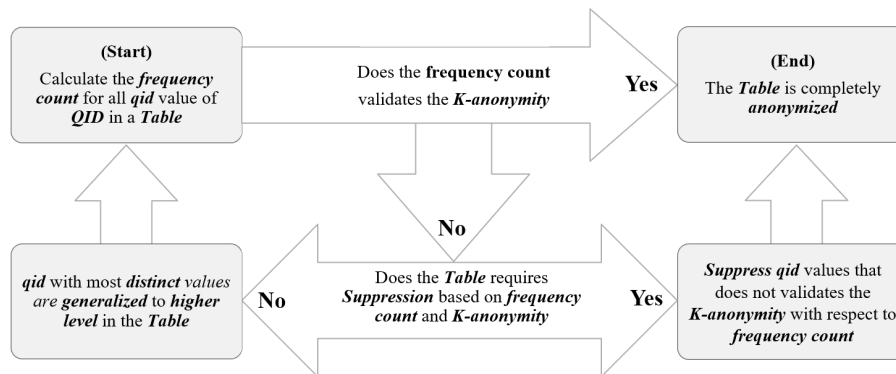 (Start)
Calculate the frequency
count for all qid value of
QID in a Table
Does the frequency count
validates the K-anonymity
Yes
(End)
The Table is completely
anonymized
No
qid with most distinct values
are generalized to higher
level in the Table
No
Does the Table requires
Suppression based on frequency
count and K-anonymity
Yes
Suppress qid values that
does not validates the
K-anonymity with respect to
frequency count